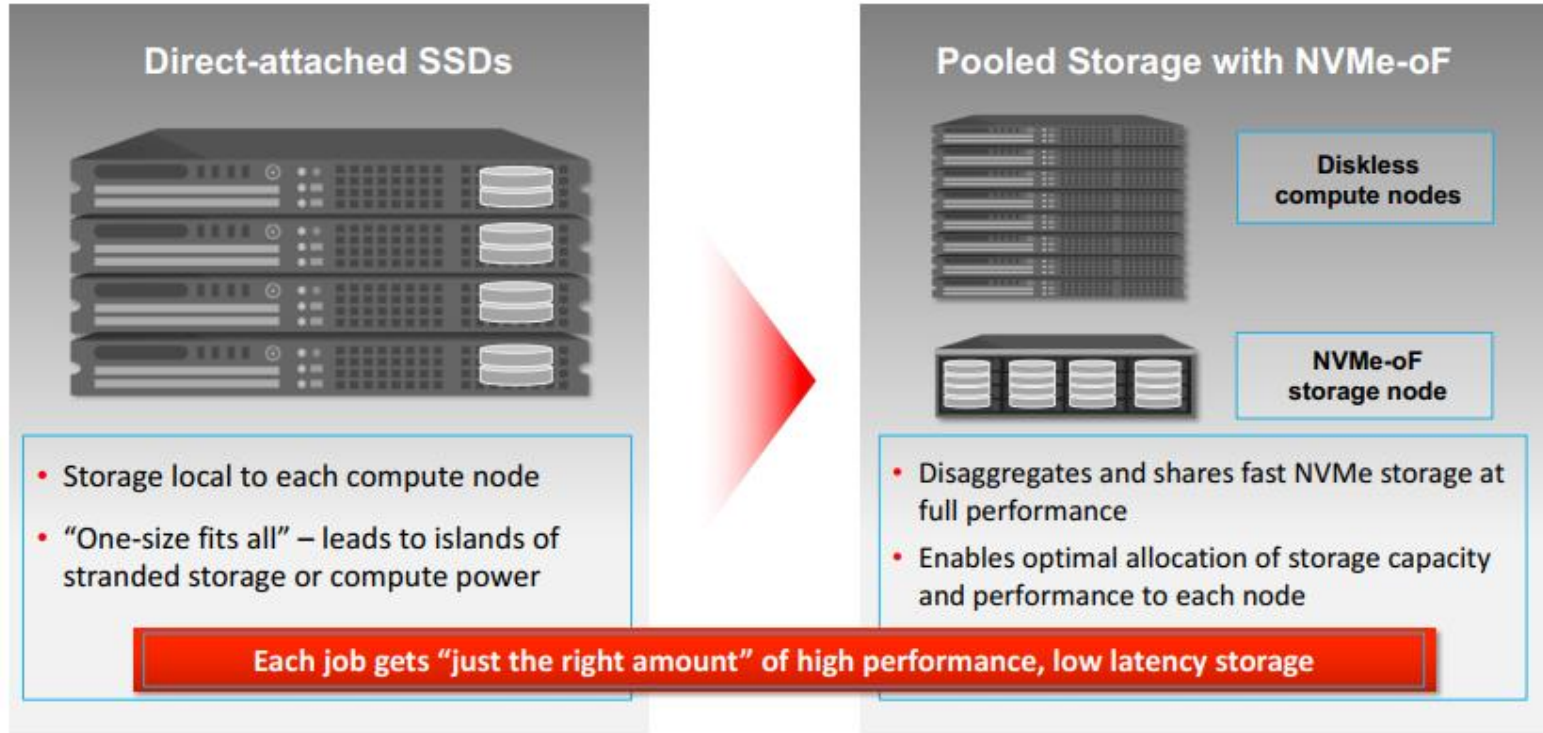 Direct-attached SSDs
• Storage local to each compute node
• “One-size fits all” – leads to islands of
stranded storage or compute power
Pooled Storage with NVMe-oF
Diskless
compute nodes
NVMe-oF
storage node
• Disaggregates and shares fast NVMe storage at
full performance
• Enables optimal allocation of storage capacity
and performance to each node
Each job gets “just the right amount” of high performance, low latency storage